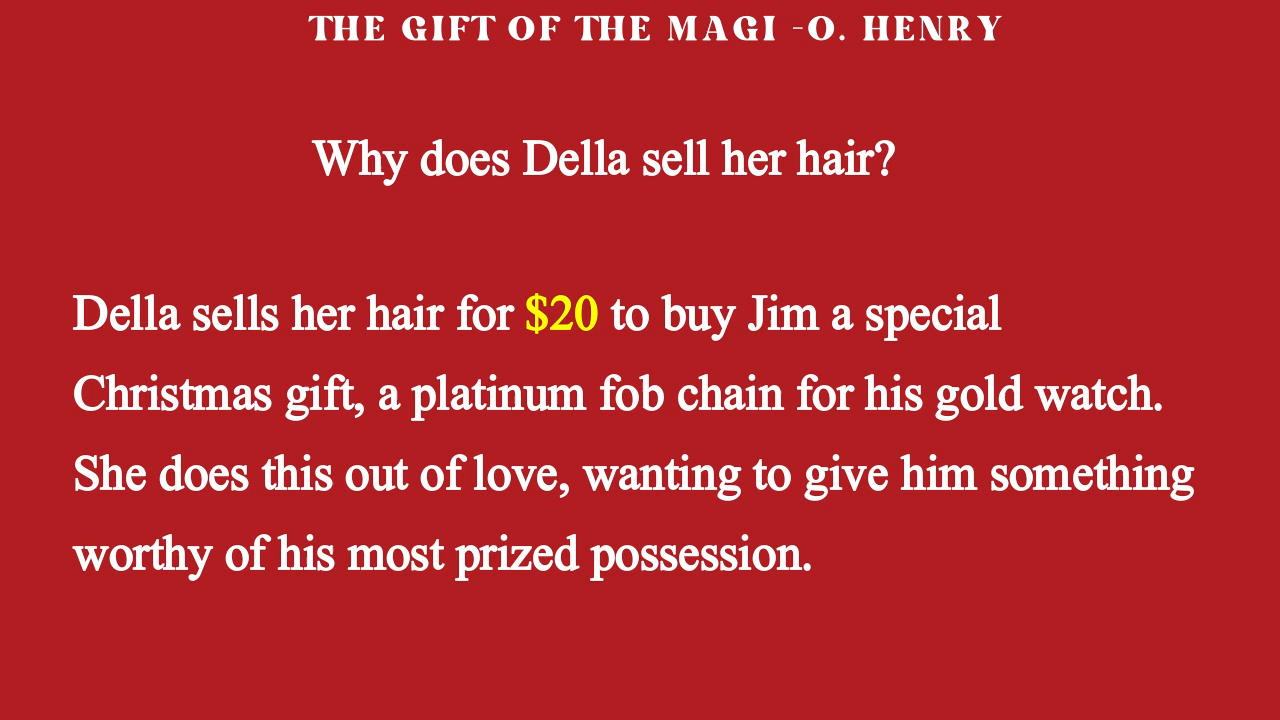 THE GIFT OF THE MAGI -O. HENRY
Why does Della sell her hair?
Della sells her hair for $20 to buy Jim a special
Christmas gift, a platinum fob chain for his gold watch.
She does this out of love, wanting to give him something
worthy of his most prized possession.